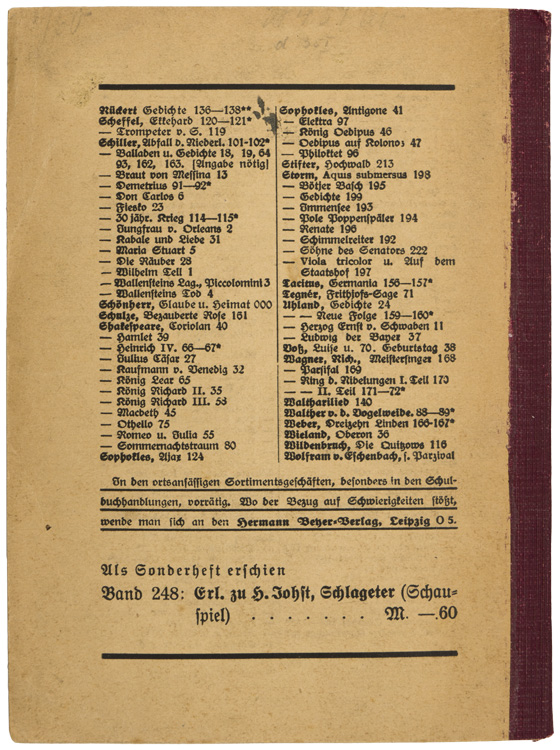 Rückert Gedichte 136—138**
Scheffel, Ekkehard 120—121*
— Trompeter v. S. 119
Schiller, Abfall d. Niederl. 101-102*
— Balladen u. Gedichte 18, 19, 64
93, 162, 163. [Angabe nötig]
— Braut von Messina 13
— Demetrius 91—92*
— Don Carlos 6
— Fiesko 23
— 30jähr. Krieg 114—115*
— Jungfrau v. Orleans 2
— Kabale und Liebe 31
— Maria Stuart 5
— Die Räuber 28
— Wilhelm Tell 1
— Wallensteins Lag., Piccolomini 3
— Wallensteins Tod 4
Schönherr, Glaube u. Heimat 000
Schulze, Bezauberte Rose 161
Shakespeare, Coriolan 40
— Hamlet 39
— Heinrich IV. 66—67*
— Julius Cäsar 27
— Kaufmann v. Venedig 32
— König Lear 65
— König Richard II. 35
— König Richard III. 53
— Macbeth 45
— Othello 75
— Romeo u. Julia 55
— Sommernachtstraum 80
Sophokles, Ajax 124
Sophokles, Antigone 41
— Elektra 97
— König Oedipus 46
— Oedipus auf Kolonos 47
— Philoktet 96
Stifter, Hochwald 213
Storm, Aquis submersus 198
— Bötjer Basch 195
— Gedichte 199
— Immensee 193
— Pole Poppenspäler 194
— Renate 196
— Schimmelreiter 192
— Söhne des Senators 222
— Viola tricolor u. Auf dem
Staatshof 197
Tacitus, Germania 156—157*
Tegnér, Frithjofs-Sage 71
Uhland, Gedichte 24
— — Neue Folge 159—160*
— Herzog Ernst v. Schwaben 11
— Ludwig der Bayer 37
Voß, Luise u. 70. Geburtstag 38
Wagner, Rich., Meistersinger 168
— Parsifal 169
— Ring d. Nibelungen I. Teil 170
— — II. Teil 171—72*
Waltharilied 140
Walther v. d. Vogelweide. 88—89*
Weber, Dreizehn Linden 166-167*
Wieland, Oberon 36
Wildenbruch, Die Quitzows 116
Wolfram v. Eschenbach, s. Parzival
In den ortsansässigen Sortimentsgeschäften, besonders in den Schul-
buchhandlungen, vorrätig. Wo der Bezug auf Schwierigkeiten stößt,
wende man sich an den Hermann Beyer-Verlag, Leipzig O 5.
Als Sonderheft erschien
Band 248: Erl. zu H. Johst, Schlageter (Schau-
spiel) . . . . . . . M. —.60